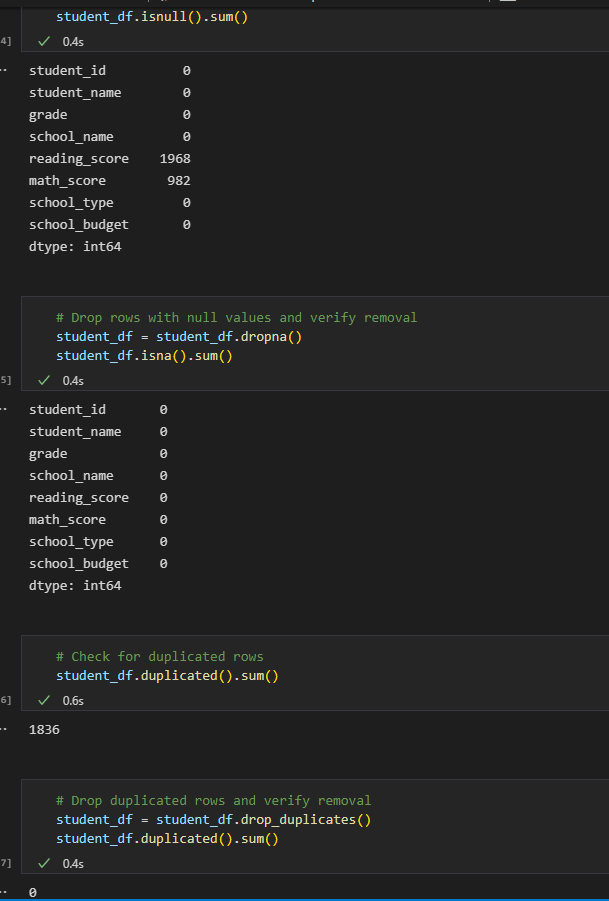 student_df.isnull().sum()
4] ✓ 0.4s
student_id 0
student_name 0
grade 0
school_name 0
reading_score 1968
math_score 982
school_type 0
school_budget 0
dtype: int64
# Drop rows with null values and verify removal
student_df = student_df.dropna()
student_df.isna().sum()
5] ✓ 0.4s
student_id 0
student_name 0
grade 0
school_name 0
reading_score 0
math_score 0
school_type 0
school_budget 0
dtype: int64
# Check for duplicated rows
student_df.duplicated().sum()
6] ✓ 0.6s
1836
# Drop duplicated rows and verify removal
student_df = student_df.drop_duplicates()
student_df.duplicated().sum()
7] ✓ 0.4s
0